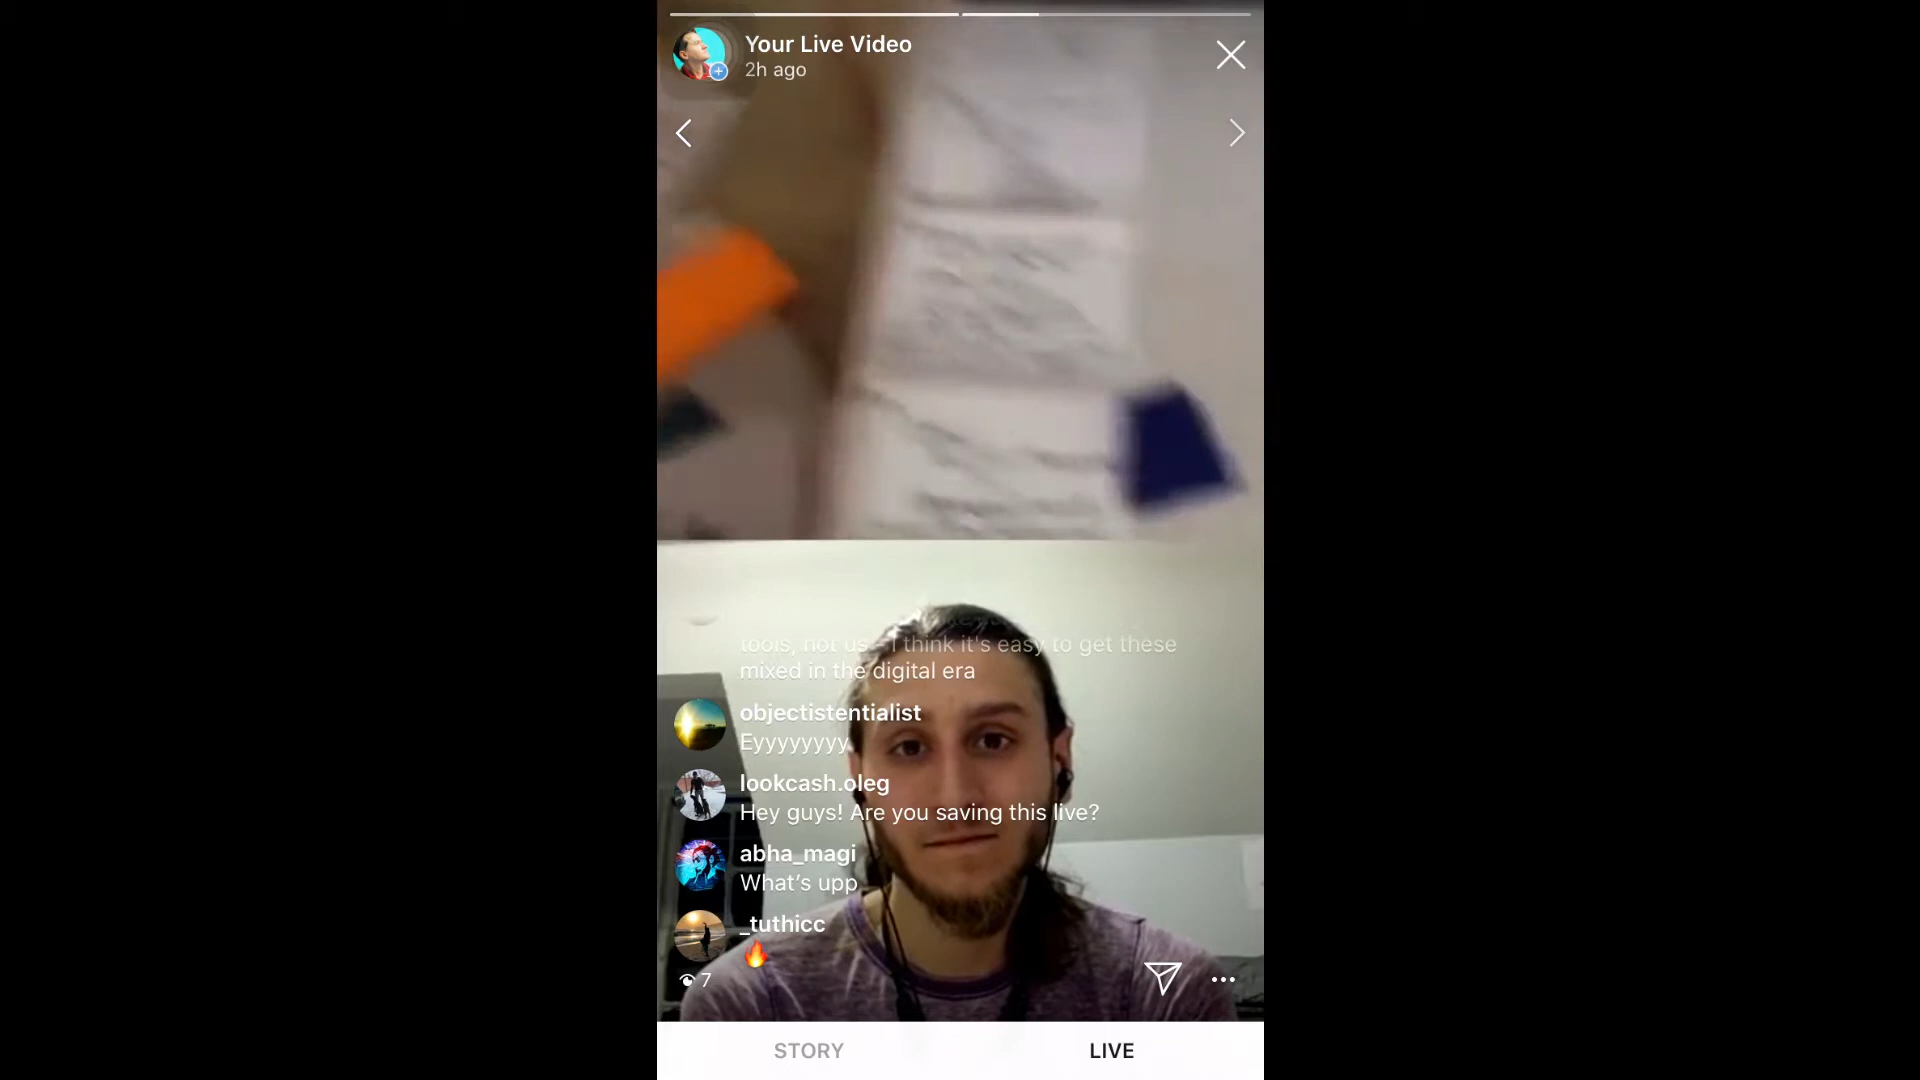 Your Live Video
2h ago
tools, not us - I think it's easy to get these
mixed in the digital era
objectistentialist
Eyyyyyyyy
lookcash.oleg
Hey guys! Are you saving this live?
abha_magi
What's upp
_tuthicc
🔥
7
STORY
LIVE